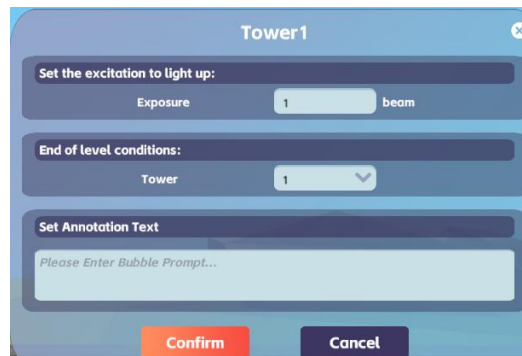 Tower1
Set the excitation to light up:
Exposure 1 beam
End of level conditions:
Tower 1
Set Annotation Text
Please Enter Bubble Prompt...
Confirm Cancel